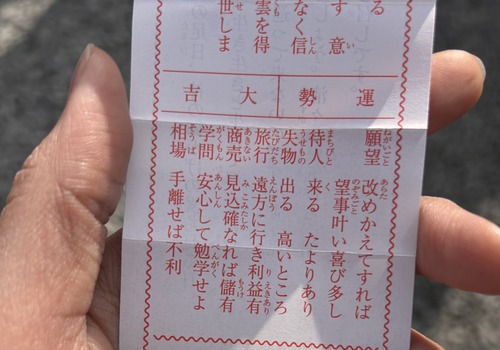 る
す 意
なく信
雲を得
世しま
運勢 大吉
願望 改めかえてすれば望事叶い喜び多し
待人 来る たよりあり
失物 出る 高いところ
旅行 遠方に行き利益有
商売 見込確なれば儲有
学問 安心して勉学せよ
相場 手離せば不利